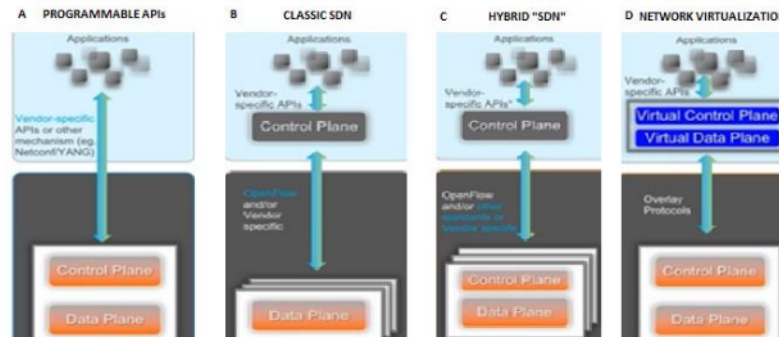 A PROGRAMMABLE APIs
Applications
Vendor-specific
APIs or other
mechanism (eg.
Netconf/YANG)
Control Plane
Data Plane
B CLASSIC SDN
Applications
Vendor-
specific APIs
Control Plane
OpenFlow
and/or
Vendor
specific
Data Plane
C HYBRID "SDN"
Applications
Vendor-
specific APIs"
Control Plane
OpenFlow
and/or other
standards or
Vendor specific
Control Plane
Data Plane
D NETWORK VIRTUALIZATIO
Applications
Vendor-
specific APIs
Virtual Control Plane
Virtual Data Plane
Overlay
Protocols
Control Plane
Data Plane